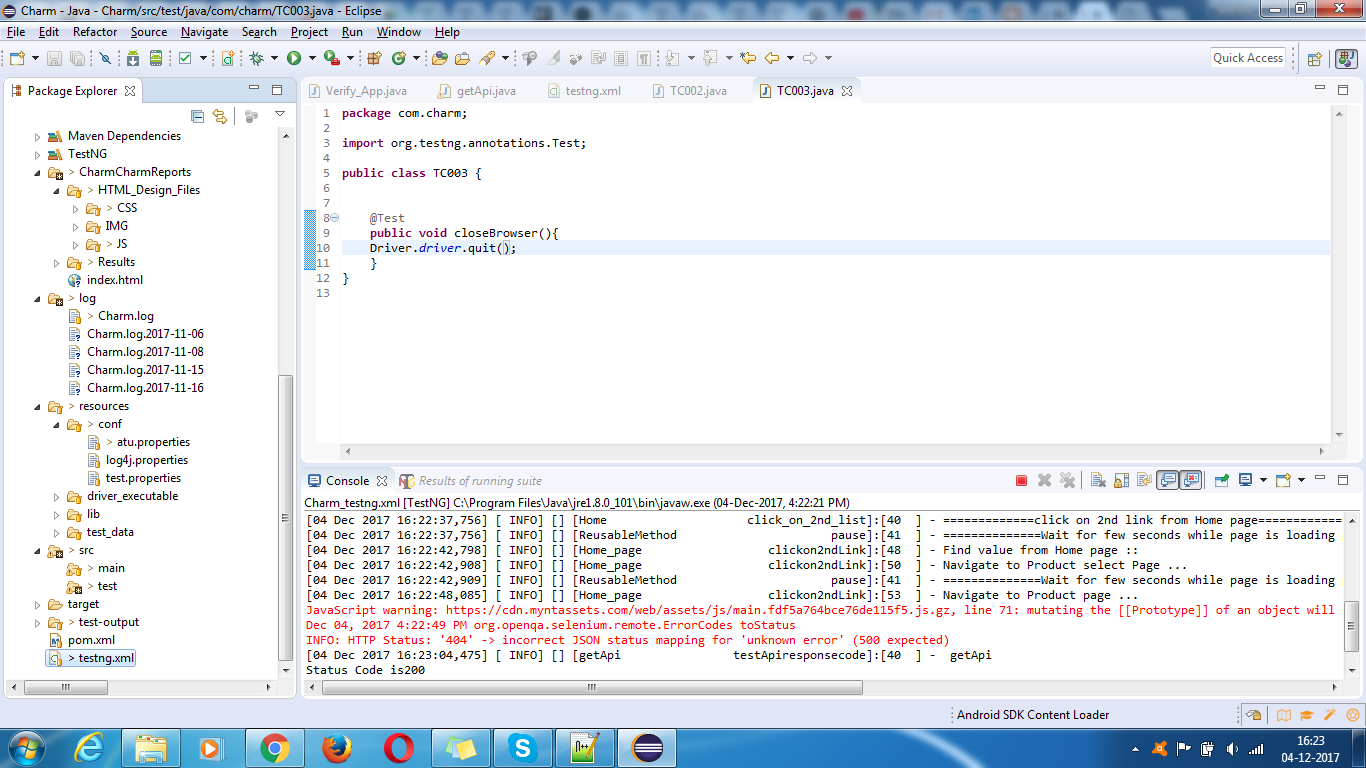 Charm - Java - Charm/src/test/java/com/charm/TC003.java - Eclipse
File Edit Refactor Source Navigate Search Project Run Window Help
Quick Access
Package Explorer
Maven Dependencies
TestNG
> CharmCharmReports
> HTML_Design_Files
> CSS
IMG
> JS
> Results
index.html
> log
> Charm.log
Charm.log.2017-11-06
Charm.log.2017-11-08
Charm.log.2017-11-15
Charm.log.2017-11-16
> resources
> conf
> atu.properties
log4j.properties
test.properties
driver_executable
lib
test_data
> src
> main
> test
target
> test-output
pom.xml
> testng.xml
Verify_App.java getApi.java testng.xml TC002.java TC003.java
1 package com.charm;
2
3 import org.testng.annotations.Test;
4
5 public class TC003 {
6
7
8 @Test
9 public void closeBrowser(){
10 Driver.driver.quit();
11 }
12 }
13
Console Results of running suite
Charm_testng.xml [TestNG] C:\Program Files\Java\jre1.8.0_101\bin\javaw.exe (04-Dec-2017, 4:22:21 PM)
[04 Dec 2017 16:22:37,756] [ INFO] [] [Home click_on_2nd_list]:[40 ] - =============click on 2nd link from Home page============
[04 Dec 2017 16:22:37,756] [ INFO] [] [ReusableMethod pause]:[41 ] - ==============Wait for few seconds while page is loading
[04 Dec 2017 16:22:42,798] [ INFO] [] [Home_page clickon2ndLink]:[48 ] - Find value from Home page ::
[04 Dec 2017 16:22:42,908] [ INFO] [] [Home_page clickon2ndLink]:[50 ] - Navigate to Product select Page ...
[04 Dec 2017 16:22:42,909] [ INFO] [] [ReusableMethod pause]:[41 ] - ==============Wait for few seconds while page is loading
[04 Dec 2017 16:22:48,085] [ INFO] [] [Home_page clickon2ndLink]:[53 ] - Navigate to Product page ...
JavaScript warning: https://cdn.myntassets.com/web/assets/js/main.fdf5a764bce76de115f5.js.gz, line 71: mutating the [[Prototype]] of an object will
Dec 04, 2017 4:22:49 PM org.openqa.selenium.remote.ErrorCodes toStatus
INFO: HTTP Status: '404' -> incorrect JSON status mapping for 'unknown error' (500 expected)
[04 Dec 2017 16:23:04,475] [ INFO] [] [getApi testApiresponsecode]:[40 ] - getApi
Status Code is200
Android SDK Content Loader
16:23
04-12-2017